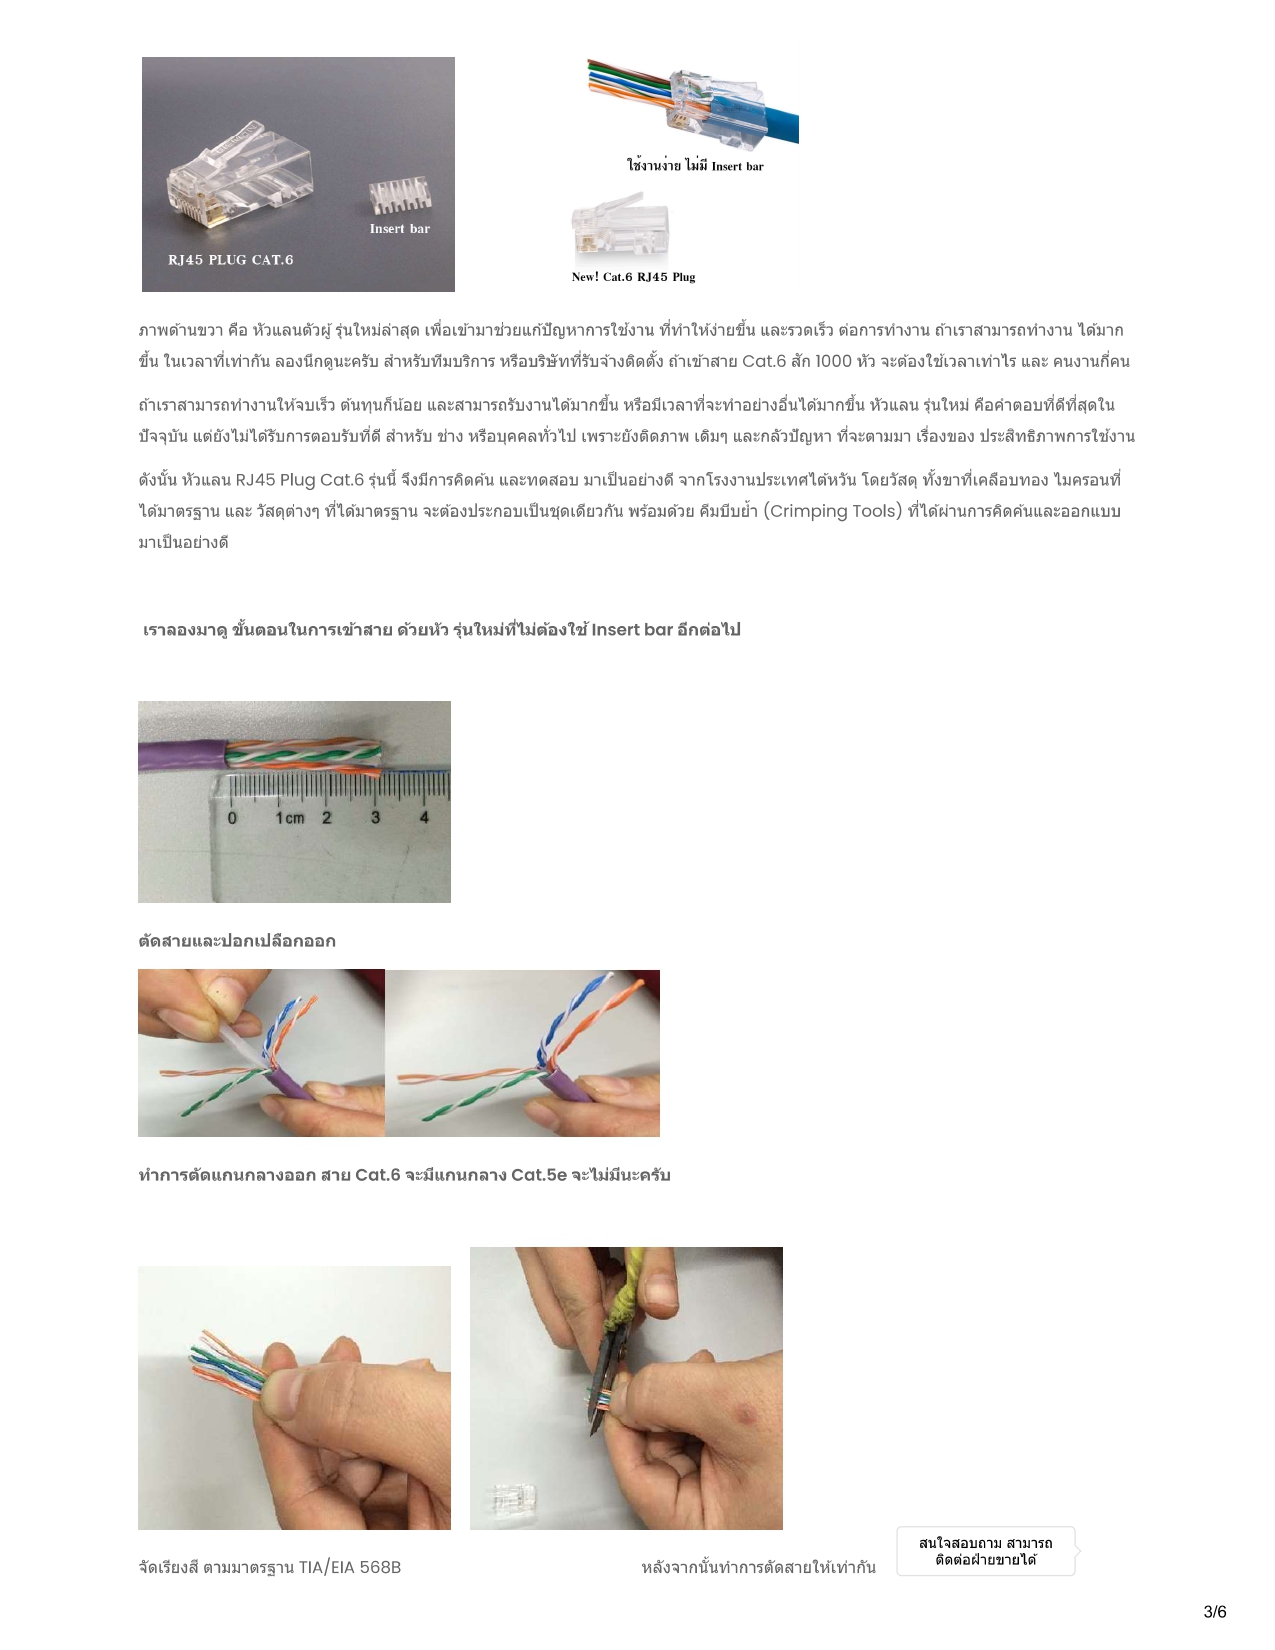 ใช้งานง่าย ไม่มี Insert bar
Insert bar
RJ45 PLUG CAT.6
New! Cat.6 RJ45 Plug
ภาพด้านขวา คือ หัวแลนตัวผู้ รุ่นใหม่ล่าสุด เพื่อเข้ามาช่วยแก้ปัญหาการใช้งาน ที่ทำให้ง่ายขึ้น และรวดเร็ว ต่อการทำงาน ถ้าเราสามารถทำงาน ได้มาก
ขึ้น ในเวลาที่เท่ากัน ลองนึกดูนะครับ สำหรับทีมบริการ หรือบริษัทที่รับจ้างติดตั้ง ถ้าเข้าสาย Cat.6 สัก 1000 หัว จะต้องใช้เวลาเท่าไร และ คนงานกี่คน
ถ้าเราสามารถทำงานให้จบเร็ว ต้นทุนก็น้อย และสามารถรับงานได้มากขึ้น หรือมีเวลาที่จะทำอย่างอื่นได้มากขึ้น หัวแลน รุ่นใหม่ คือคำตอบที่ดีที่สุดใน
ปัจจุบัน แต่ยังไม่ได้รับการตอบรับที่ดี สำหรับ ช่าง หรือบุคคลทั่วไป เพราะยังติดภาพ เดิมๆ และกลัวปัญหา ที่จะตามมา เรื่องของ ประสิทธิภาพการใช้งาน
ดังนั้น หัวแลน RJ45 Plug Cat.6 รุ่นนี้ จึงมีการคิดค้น และทดสอบ มาเป็นอย่างดี จากโรงงานประเทศไต้หวัน โดยวัสดุ ทั้งขาที่เคลือบทอง ไมครอนที่
ได้มาตรฐาน และ วัสดุต่างๆ ที่ได้มาตรฐาน จะต้องประกอบเป็นชุดเดียวกัน พร้อมด้วย คีมบีบย้ำ (Crimping Tools) ที่ได้ผ่านการคิดค้นและออกแบบ
มาเป็นอย่างดี
เราลองมาดู ขั้นตอนในการเข้าสาย ด้วยหัว รุ่นใหม่ที่ไม่ต้องใช้ Insert bar อีกต่อไป
0 1cm 2 3 4
ตัดสายและปอกเปลือกออก
ทำการตัดแกนกลางออก สาย Cat.6 จะมีแกนกลาง Cat.5e จะไม่มีนะครับ
จัดเรียงสี ตามมาตรฐาน TIA/EIA 568B
หลังจากนั้นทำการตัดสายให้เท่ากัน
สนใจสอบถาม สามารถ
ติดต่อฝ่ายขายได้
3/6